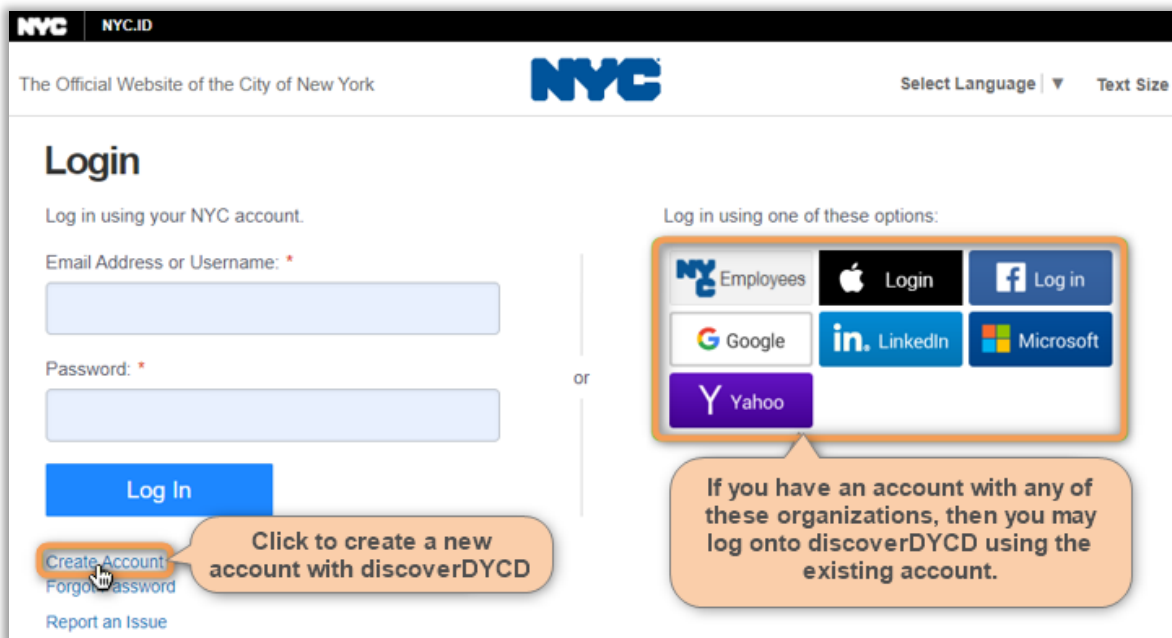 NYC NYC.ID
The Official Website of the City of New York
NYC
Select Language ▼ Text Size
Login
Log in using your NYC account.
Email Address or Username: *
Password: *
Log In
Create Account
Forgot Password
Report an Issue
Click to create a new
account with discoverDYCD
or
Log in using one of these options:
NYC Employees
Login
f Log in
G Google
in. LinkedIn
Microsoft
Y Yahoo
If you have an account with any of
these organizations, then you may
log onto discoverDYCD using the
existing account.